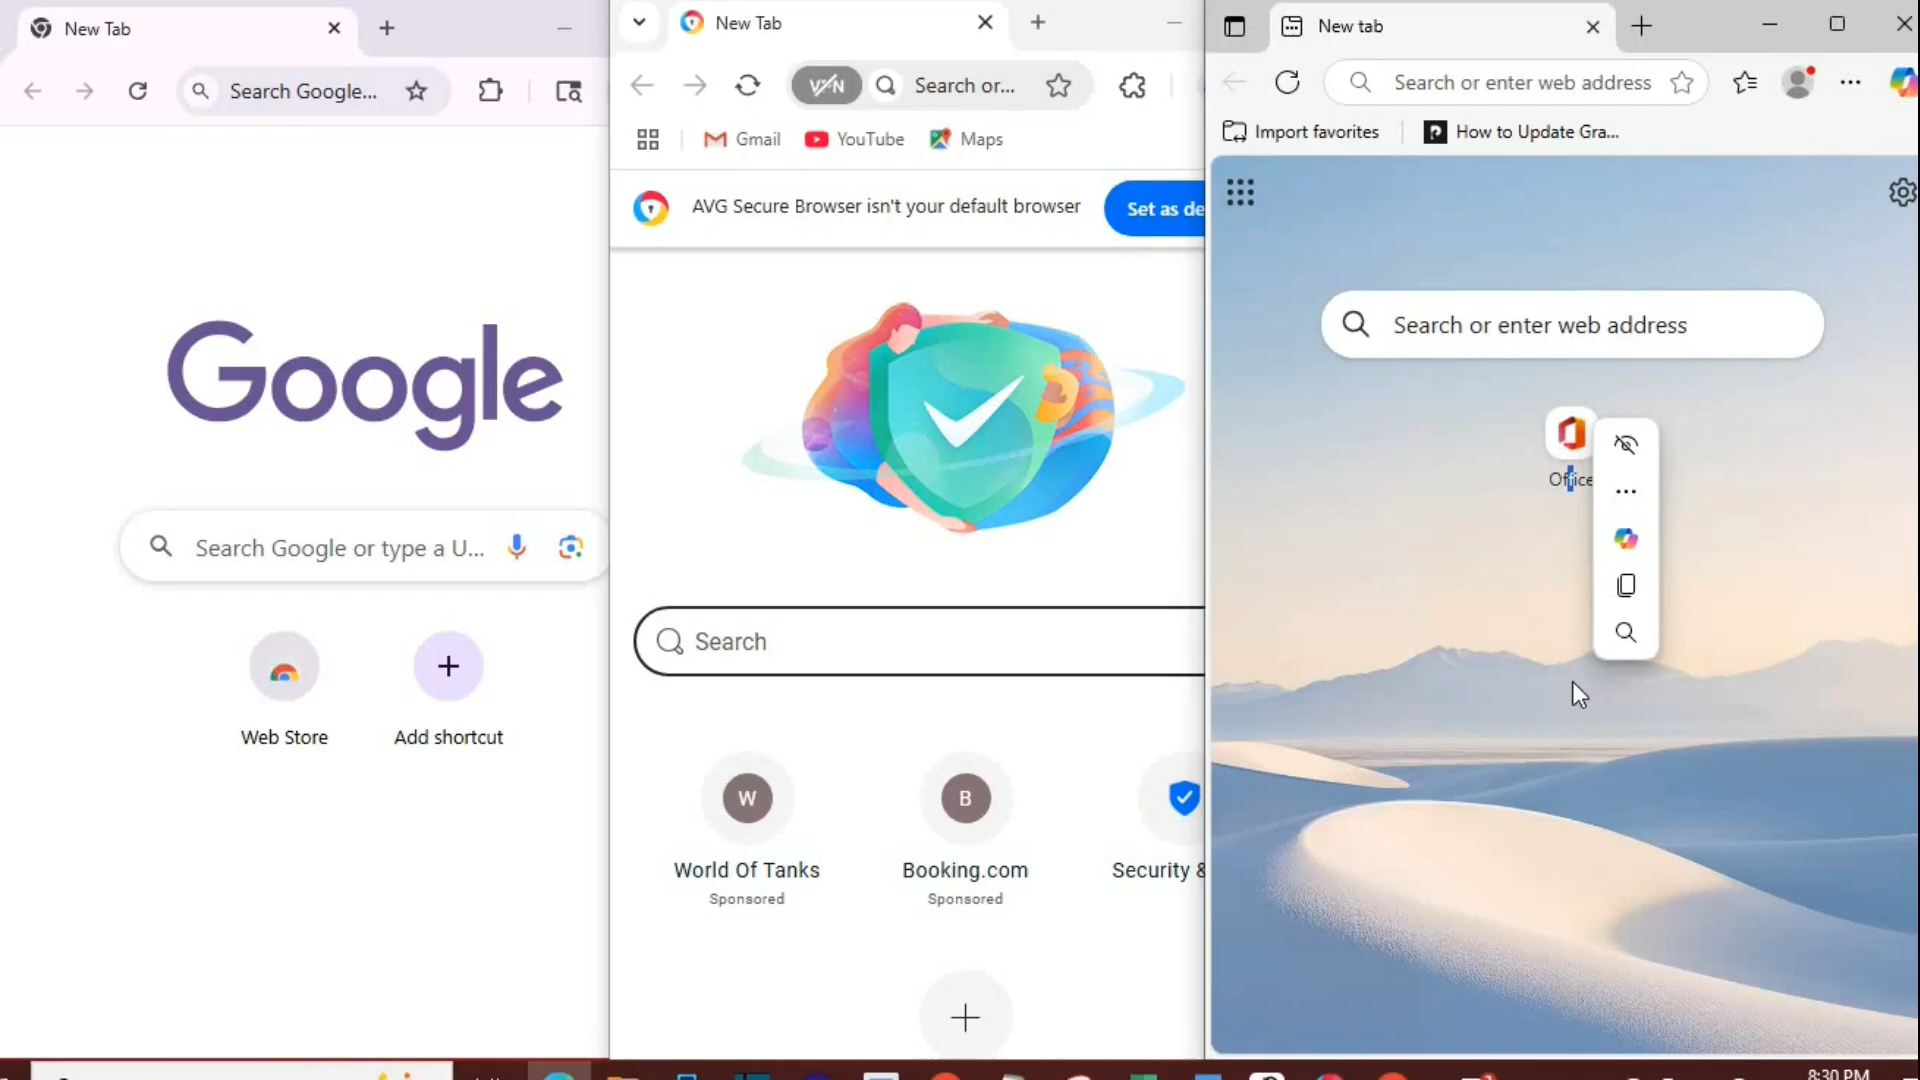 New Tab
Search Google...
Google
Search Google or type a U...
Web Store
Add shortcut
New Tab
Search or...
Gmail
YouTube
Maps
AVG Secure Browser isn't your default browser
Set as de
Search
World Of Tanks
Sponsored
Booking.com
Sponsored
Security &
W
B
New tab
Search or enter web address
Import favorites
How to Update Gra...
Search or enter web address
Office
8:30 PM